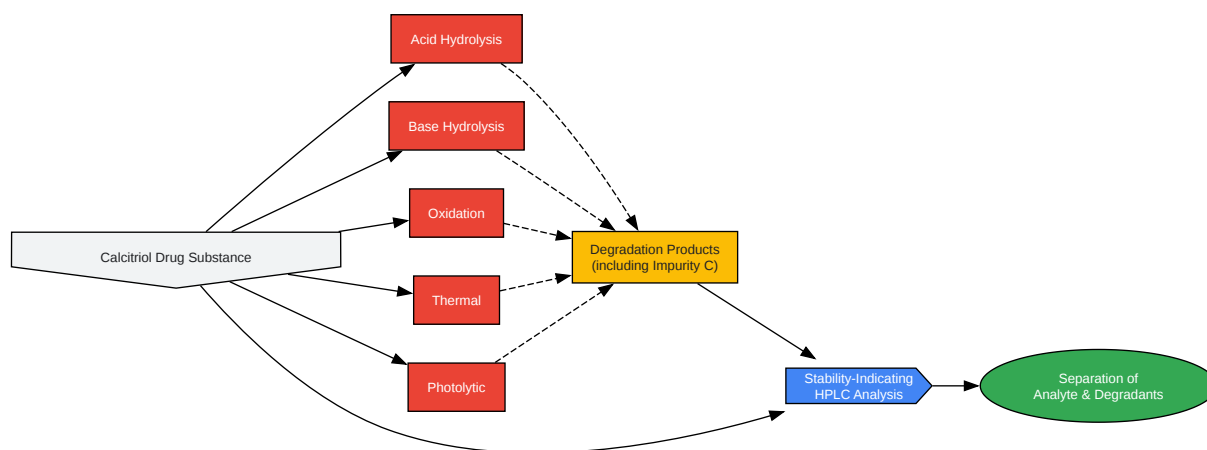 Acid Hydrolysis
Base Hydrolysis
Oxidation
Calcitriol Drug Substance
Degradation Products
(including Impurity C)
Thermal
Photolytic
Stability-Indicating
HPLC Analysis
Separation of
Analyte & Degradants